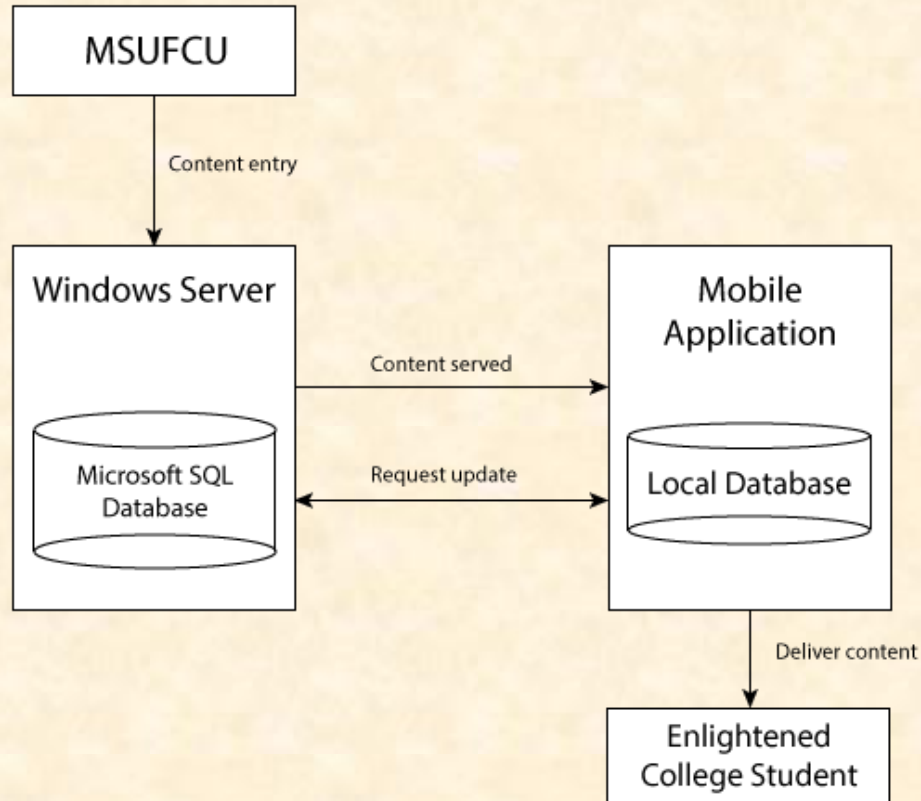 MSUFCU
Content entry
Windows Server
Microsoft SQL
Database
Content served
Request update
Mobile
Application
Local Database
Deliver content
Enlightened
College Student